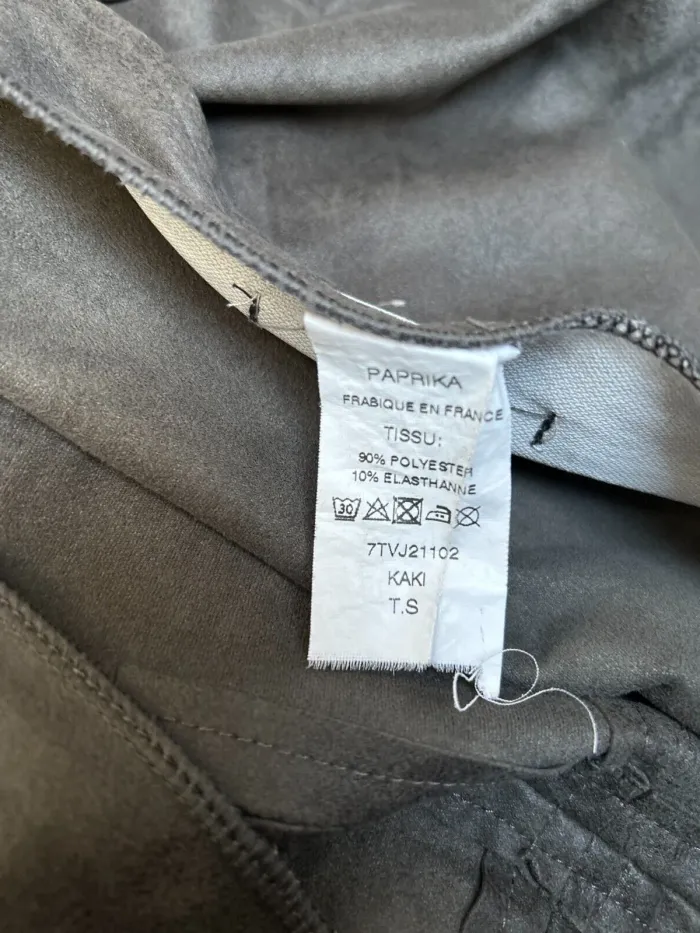 PAPRIKA
FRABIQUE EN FRANCE
TISSU:
90% POLYESTER
10% ELASTHANNE
30
7TVJ21102
KAKI
T.S